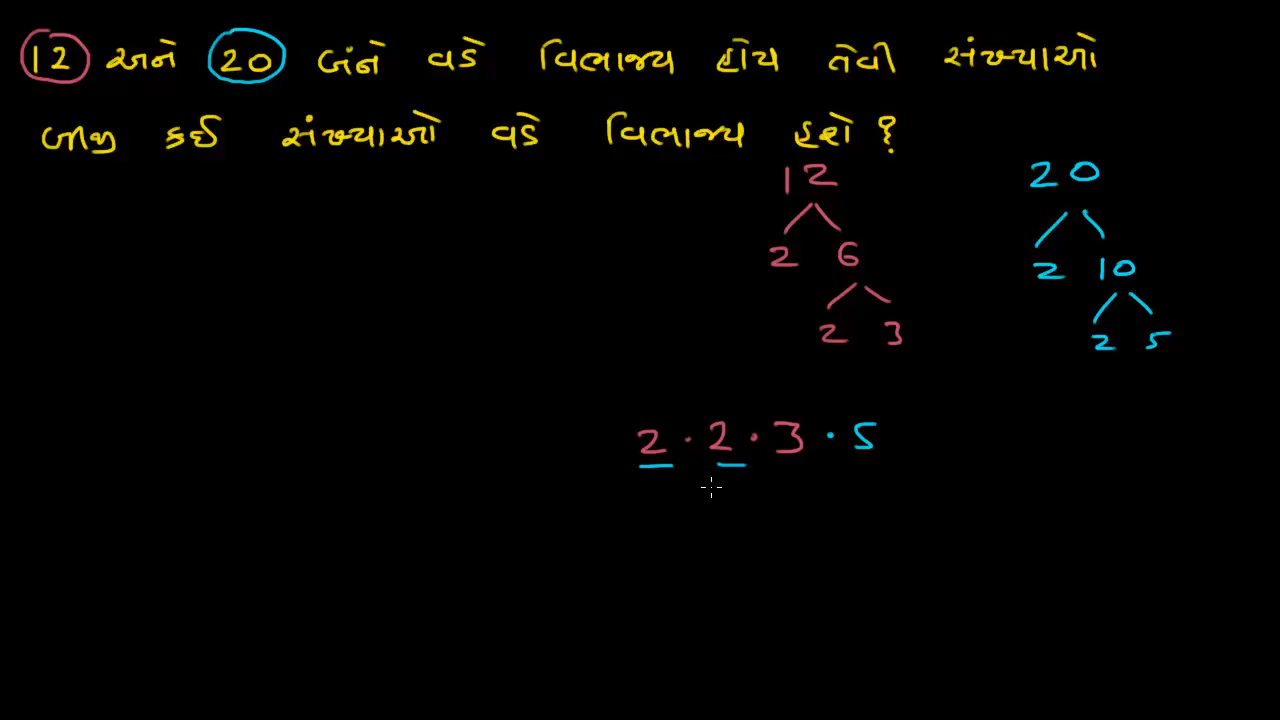 12 અને 20 બંને વડે વિભાજ્ય હોય તેવી સંખ્યાઓ
બીજી કઈ સંખ્યાઓ વડે વિભાજ્ય હશે ?
12 20
2 6 2 10
2 3 2 5
2 · 2 · 3 · 5